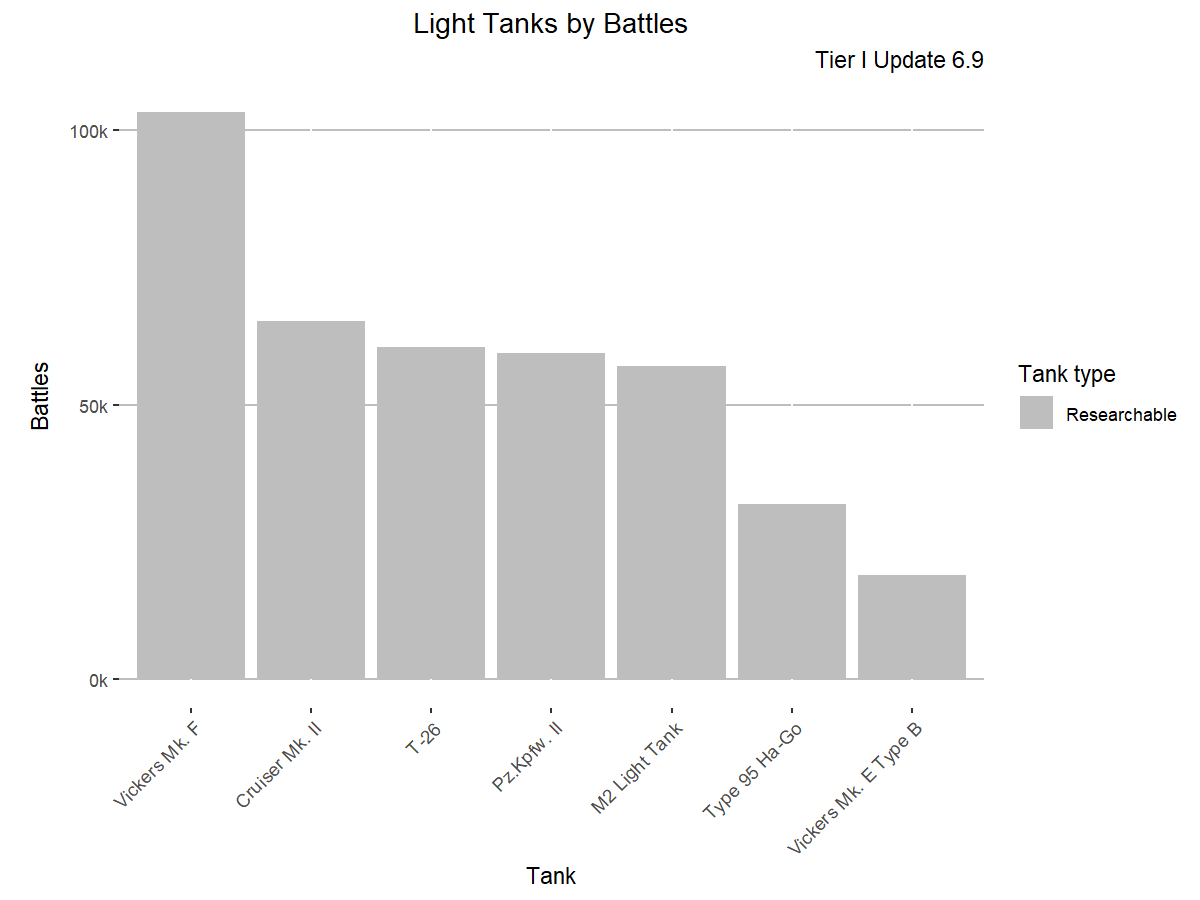 Light Tanks by Battles
Tier I Update 6.9
100k
50k
0k
Battles
Vickers Mk. F
Cruiser Mk. II
T-26
Pz.Kpfw. II
M2 Light Tank
Type 95 Ha-Go
Vickers Mk. E Type B
Tank
Tank type
Researchable